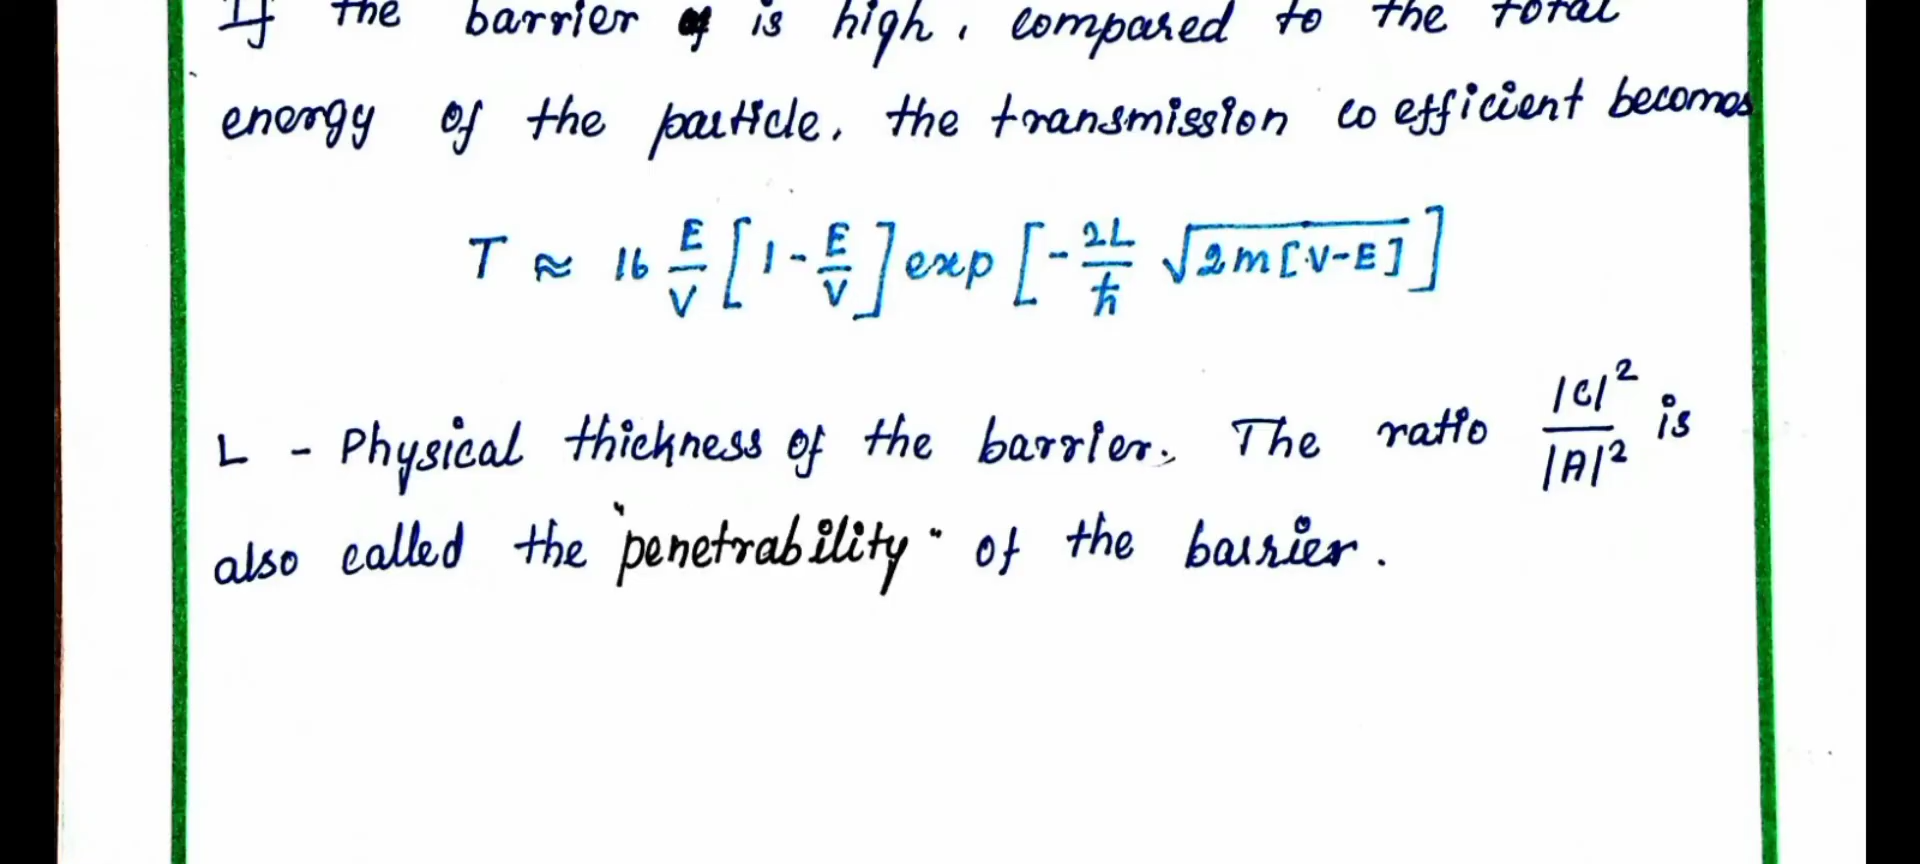 If the barrier is high, compared to the total
energy of the particle, the transmission co efficient becomes
T ≈ 16 E/V [1 - E/V] exp [- 2L/ħ √2m[V-E]]
L - Physical thickness of the barrier. The ratio |C|²/|A|² is
also called the "penetrability" of the barrier.